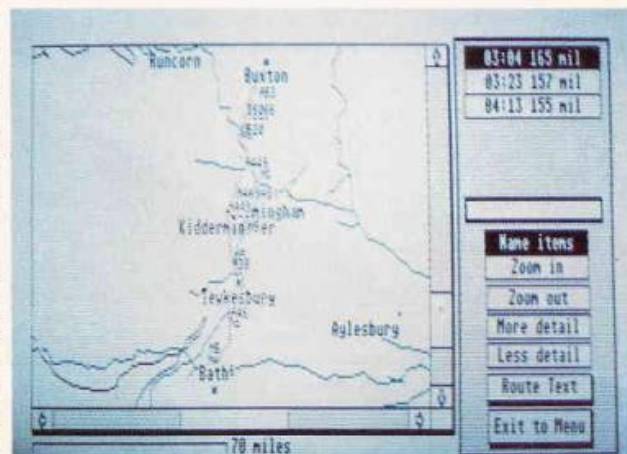 Runcorn
Buxton
Kidderminster
Tewkesbury
Aylesbury
Bath
70 miles
03:04 165 mil
03:23 157 mil
04:13 155 mil
Name items
Zoom in
Zoom out
More detail
Less detail
Route Text
Exit to Menu